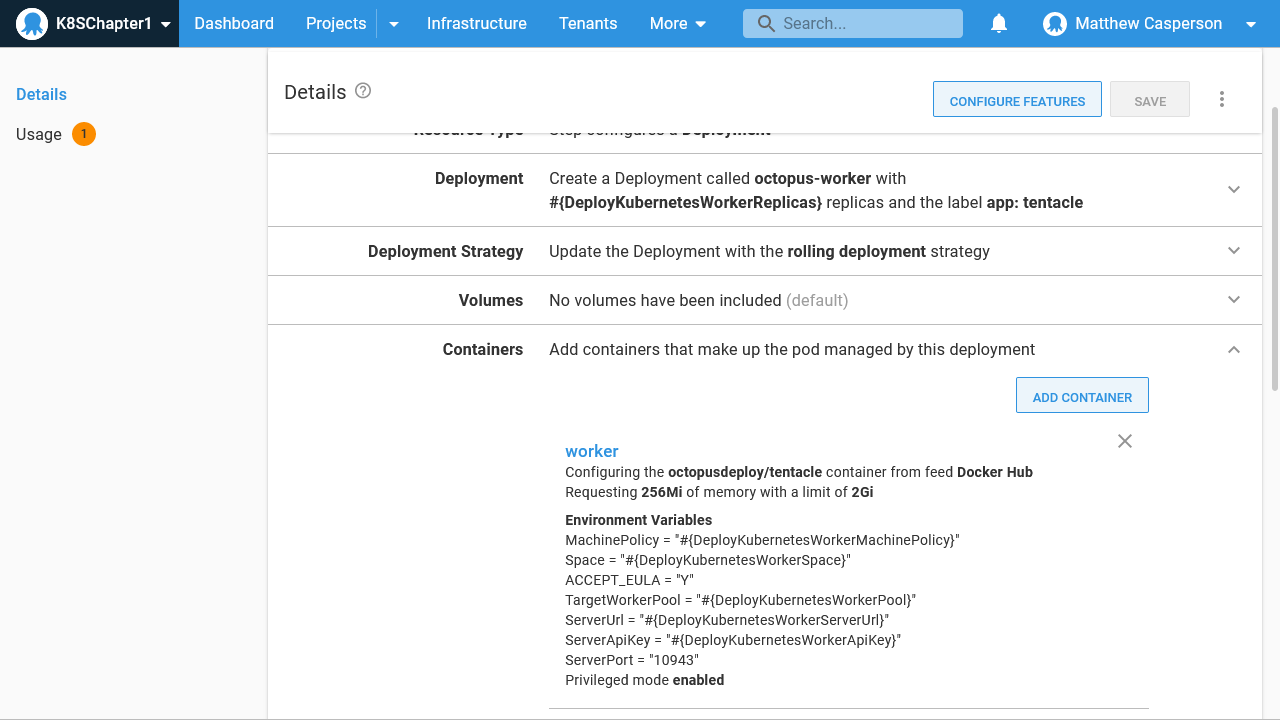 K8SChapter1
Dashboard
Projects
Infrastructure
Tenants
More
Search...
Matthew Casperson
Details
Usage 1
Details
CONFIGURE FEATURES
SAVE
Resource Type Step configures a Deployment
Deployment Create a Deployment called octopus-worker with
#{DeployKubernetesWorkerReplicas} replicas and the label app: tentacle
Deployment Strategy Update the Deployment with the rolling deployment strategy
Volumes No volumes have been included (default)
Containers Add containers that make up the pod managed by this deployment
ADD CONTAINER
worker
Configuring the octopusdeploy/tentacle container from feed Docker Hub
Requesting 256Mi of memory with a limit of 2Gi
Environment Variables
MachinePolicy = "#{DeployKubernetesWorkerMachinePolicy}"
Space = "#{DeployKubernetesWorkerSpace}"
ACCEPT_EULA = "Y"
TargetWorkerPool = "#{DeployKubernetesWorkerPool}"
ServerUrl = "#{DeployKubernetesWorkerServerUrl}"
ServerApiKey = "#{DeployKubernetesWorkerApiKey}"
ServerPort = "10943"
Privileged mode enabled